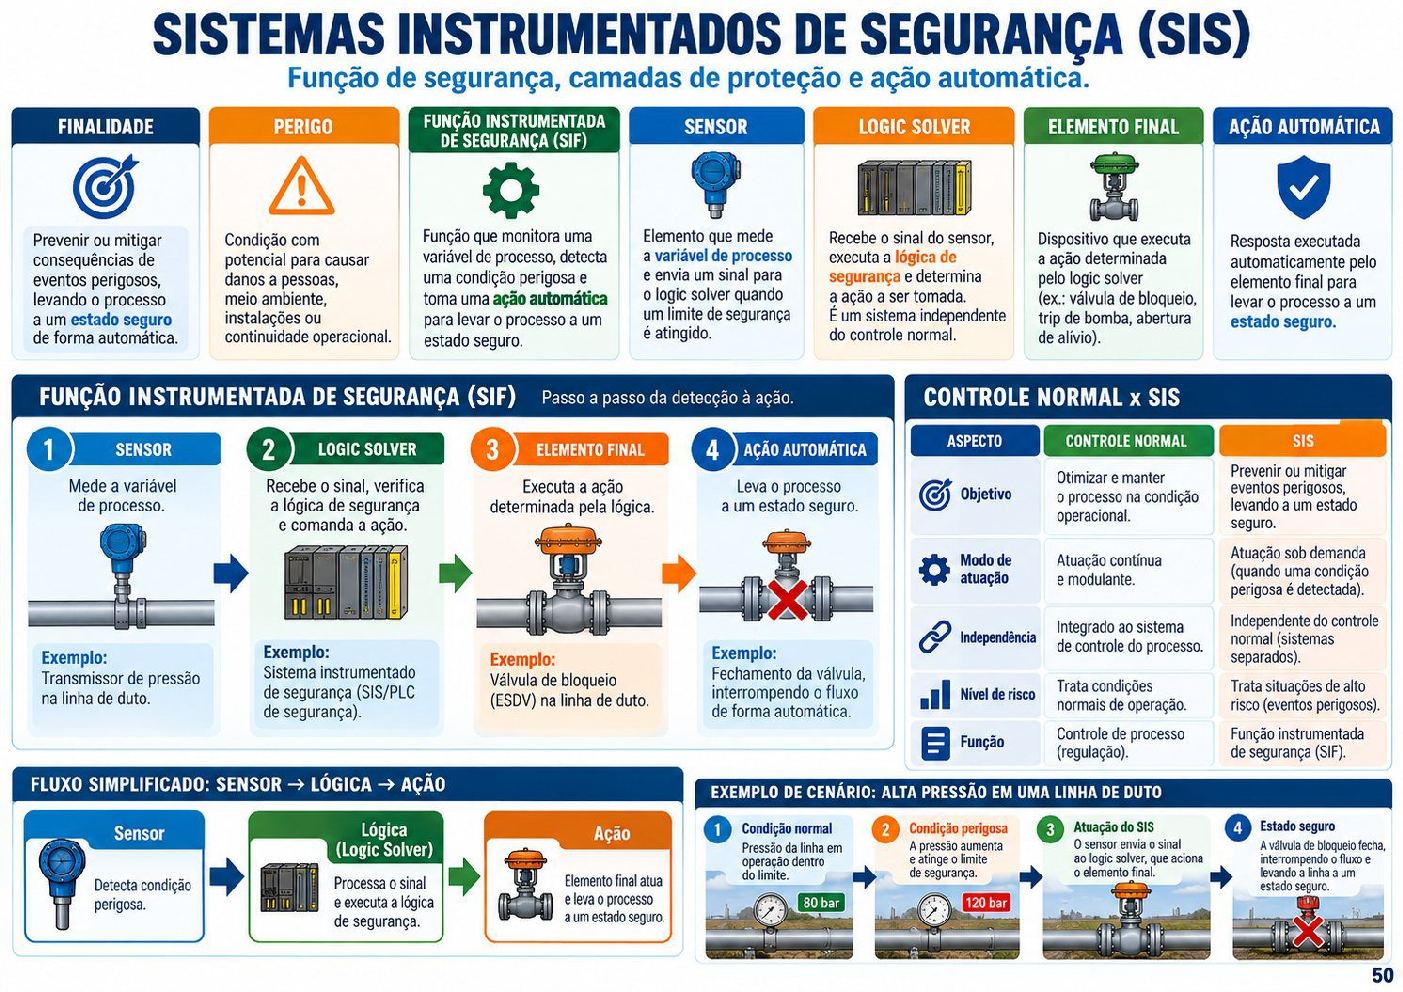 SISTEMAS INSTRUMENTADOS DE SEGURANÇA (SIS)
Função de segurança, camadas de proteção e ação automática.
FINALIDADE
Prevenir ou mitigar
consequências de
eventos perigosos,
levando o processo
a um estado seguro
de forma automática.
PERIGO
Condição com
potencial para causar
danos a pessoas,
meio ambiente,
instalações ou
continuidade operacional.
FUNÇÃO INSTRUMENTADA
DE SEGURANÇA (SIF)
Função que monitora uma
variável de processo, detecta
uma condição perigosa e
toma uma ação automática
para levar o processo a um
estado seguro.
SENSOR
Elemento que mede
a variável de processo
e envia um sinal para
o logic solver quando
um limite de segurança
é atingido.
LOGIC SOLVER
Recebe o sinal do sensor,
executa a lógica de
segurança e determina
a ação a ser tomada.
É um sistema independente
do controle normal.
ELEMENTO FINAL
Dispositivo que executa
a ação determinada
pelo logic solver
(ex.: válvula de bloqueio,
trip de bomba, abertura
de alívio).
AÇÃO AUTOMÁTICA
Resposta executada
automaticamente pelo
elemento final para
levar o processo a um
estado seguro.
FUNÇÃO INSTRUMENTADA DE SEGURANÇA (SIF) Passo a passo da detecção à ação.
1 SENSOR
Mede a variável
de processo.
Exemplo:
Transmissor de pressão
na linha de duto.
2 LOGIC SOLVER
Recebe o sinal, verifica
a lógica de segurança
e comanda a ação.
Exemplo:
Sistema instrumentado
de segurança (SIS/PLC
de segurança).
3 ELEMENTO FINAL
Executa a ação
determinada pela lógica.
Exemplo:
Válvula de bloqueio
(ESDV) na linha de duto.
4 AÇÃO AUTOMÁTICA
Leva o processo
a um estado seguro.
Exemplo:
Fechamento da válvula,
interrompendo o fluxo
de forma automática.
CONTROLE NORMAL x SIS
ASPECTO CONTROLE NORMAL SIS
Objetivo
Otimizar e manter
o processo na condição
operacional.
Prevenir ou mitigar
eventos perigosos,
levando a um estado
seguro.
Modo de
atuação
Atuação contínua
e modulante.
Atuação sob demanda
(quando uma condição
perigosa é detectada).
Independência
Integrado ao sistema
de controle do processo.
Independente do controle
normal (sistemas
separados).
Nível de risco
Trata condições
normais de operação.
Trata situações de alto
risco (eventos perigosos).
Função
Controle de processo
(regulação).
Função instrumentada
de segurança (SIF).
FLUXO SIMPLIFICADO: SENSOR → LÓGICA → AÇÃO
Sensor
Detecta condição
perigosa.
Lógica
(Logic Solver)
Processa o sinal
e executa a lógica
de segurança.
Ação
Elemento final atua
e leva o processo
a um estado seguro.
EXEMPLO DE CENÁRIO: ALTA PRESSÃO EM UMA LINHA DE DUTO
1 Condição normal
Pressão da linha em
operação dentro
do limite.
80 bar
2 Condição perigosa
A pressão aumenta
e atinge o limite
de segurança.
120 bar
3 Atuação do SIS
O sensor envia o sinal
ao logic solver, que aciona
o elemento final.
4 Estado seguro
A válvula de bloqueio fecha,
interrompendo o fluxo e
levando a linha a um
estado seguro.
50